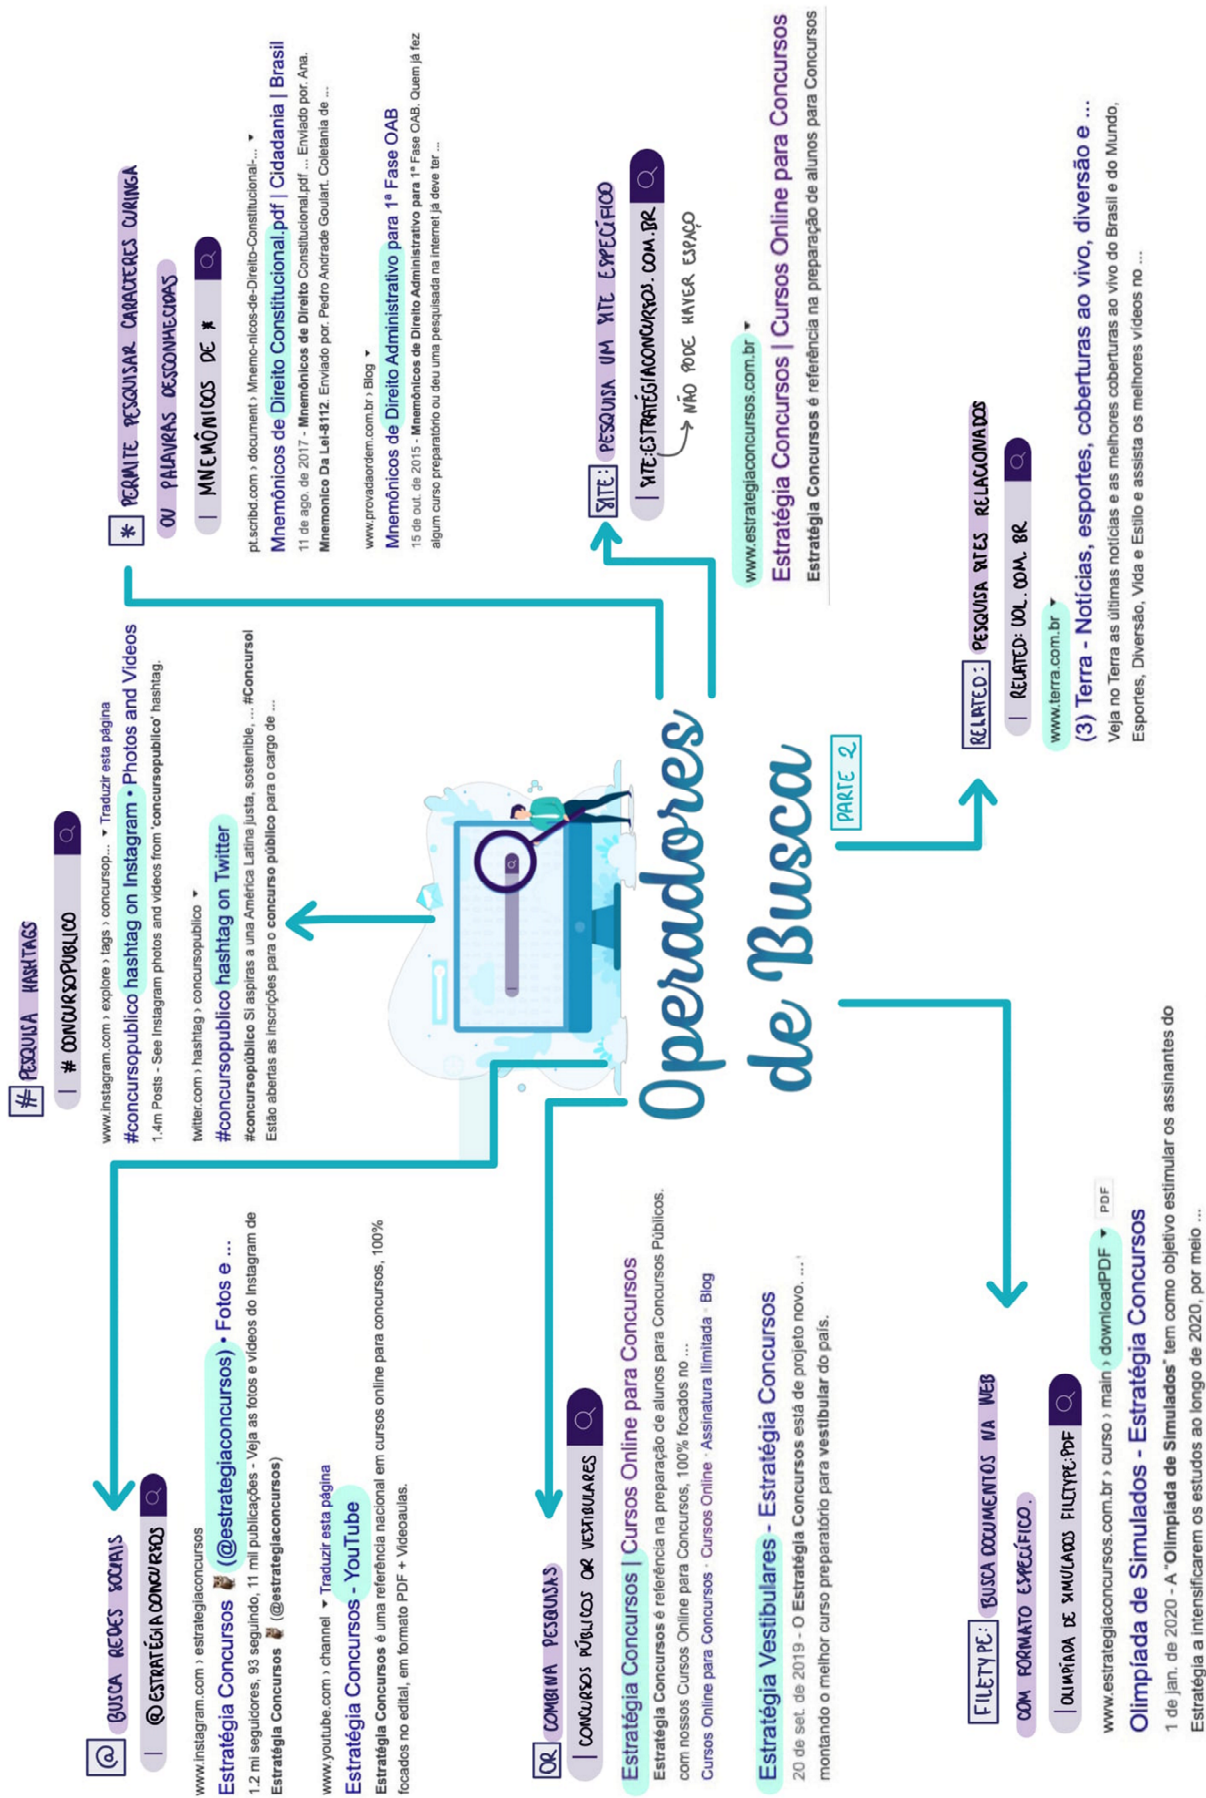 @ BUSCA REDES SOCIAIS
@ESTRATÉGIACONCURSOS
www.instagram.com › estrategiaconcursos
Estratégia Concursos (@estrategiaconcursos) • Fotos e ...
1.2 mi seguidores, 93 seguindo, 11 mil publicações - Veja as fotos e vídeos do Instagram de
Estratégia Concursos (@estrategiaconcursos)
www.youtube.com › channel ▾ Traduzir esta página
Estratégia Concursos - YouTube
Estratégia Concursos é uma referência nacional em cursos online para concursos, 100%
focados no edital, em formato PDF + Videoaulas.
# PESQUISA HASHTAGS
# CONCURSOPUBLICO
www.instagram.com › explore › tags › concursop... ▾ Traduzir esta página
#concursopublico hashtag on Instagram • Photos and Videos
1.4m Posts - See Instagram photos and videos from 'concursopublico' hashtag.
twitter.com › hashtag › concursopublico ▾
#concursopublico hashtag on Twitter
#concursopúblico Si aspiras a una América Latina justa, sostenible, ... #Concursol
Estão abertas as inscrições para o concurso público para o cargo de ...
* PERMITE PESQUISAR CARACTERES CURINGA
OU PALAVRAS DESCONHECIDAS
MNEMÔNICOS DE *
pt.scribd.com › document › Mnemo-nicos-de-Direito-Constitucional-... ▾
Mnemônicos de Direito Constitucional.pdf | Cidadania | Brasil
11 de ago. de 2017 - Mnemônicos de Direito Constitucional.pdf ... Enviado por. Ana.
Mnemonico Da Lei-8112. Enviado por. Pedro Andrade Goulart. Coletania de ...
www.provadaordem.com.br › Blog ▾
Mnemônicos de Direito Administrativo para 1ª Fase OAB
15 de out. de 2015 - Mnemônicos de Direito Administrativo para 1ª Fase OAB. Quem já fez
algum curso preparatório ou deu uma pesquisada na internet já deve ter ...
OR COMBINA PESQUISAS
CONCURSOS PÚBLICOS OR VESTIBULARES
Estratégia Concursos | Cursos Online para Concursos
Estratégia Concursos é referência na preparação de alunos para Concursos Públicos.
com nossos Cursos Online para Concursos, 100% focados no ...
Cursos Online para Concursos · Cursos Online · Assinatura Ilimitada · Blog
Estratégia Vestibulares - Estratégia Concursos
20 de set. de 2019 - O Estratégia Concursos está de projeto novo. ...
montando o melhor curso preparatório para vestibular do país.
Operadores
de Busca
PARTE 2
SITE: PESQUISA UM SITE ESPECÍFICO
SITE:ESTRATÉGIACONCURSOS.COM.BR
NÃO PODE HAVER ESPAÇO
www.estrategiaconcursos.com.br ▾
Estratégia Concursos | Cursos Online para Concursos
Estratégia Concursos é referência na preparação de alunos para Concursos
FILETYPE: BUSCA DOCUMENTOS NA WEB
COM FORMATO ESPECÍFICO.
OLIMPÍADA DE SIMULADOS FILETYPE:PDF
www.estrategiaconcursos.com.br › curso › main › downloadPDF ▾ PDF
Olimpíada de Simulados - Estratégia Concursos
1 de jan. de 2020 - A "Olimpíada de Simulados" tem como objetivo estimular os assinantes do
Estratégia a intensificarem os estudos ao longo de 2020, por meio ...
RELATED: PESQUISA SITES RELACIONADOS
RELATED: UOL.COM.BR
www.terra.com.br ▾
(3) Terra - Notícias, esportes, coberturas ao vivo, diversão e ...
Veja no Terra as últimas notícias e as melhores coberturas ao vivo do Brasil e do Mundo,
Esportes, Diversão, Vida e Estilo e assista os melhores vídeos no ...